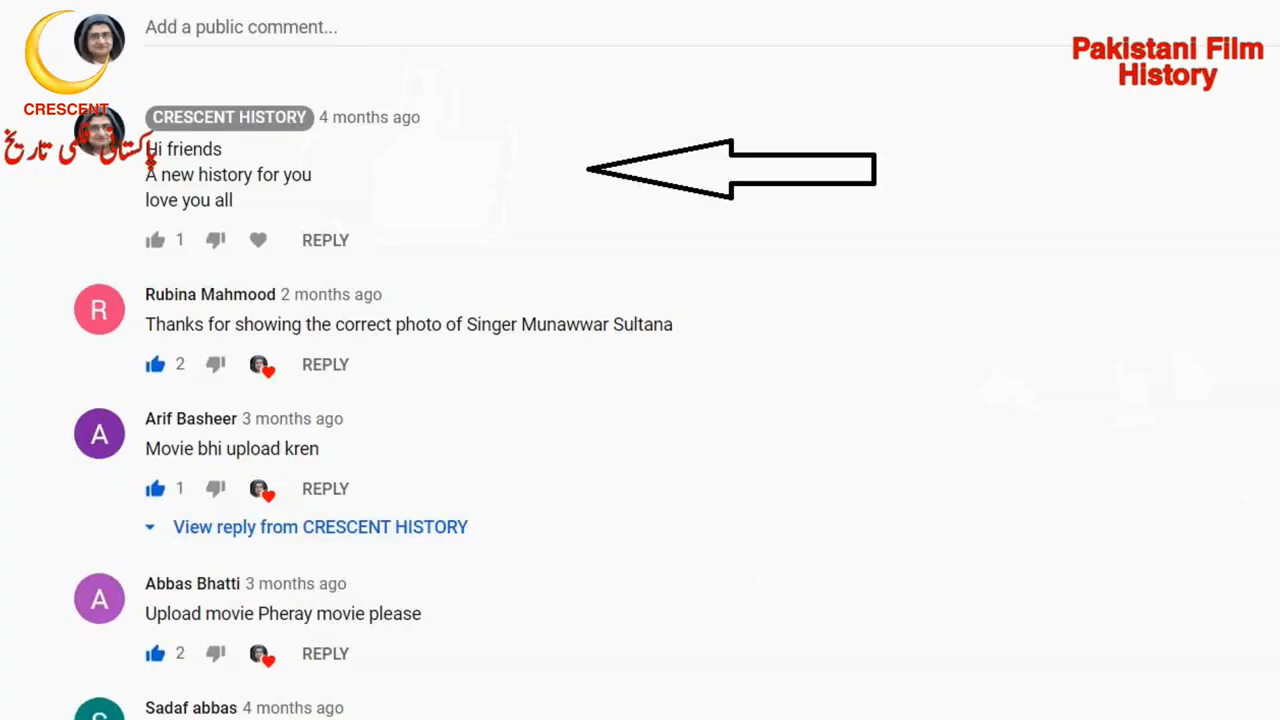 Add a public comment...
Pakistani Film
History
CRESCENT
پاکستانی فلمی تاریخ
CRESCENT HISTORY 4 months ago
Hi friends
A new history for you
love you all
1 REPLY
R
Rubina Mahmood 2 months ago
Thanks for showing the correct photo of Singer Munawwar Sultana
2 REPLY
A
Arif Basheer 3 months ago
Movie bhi upload kren
1 REPLY
View reply from CRESCENT HISTORY
A
Abbas Bhatti 3 months ago
Upload movie Pheray movie please
2 REPLY
S
Sadaf abbas 4 months ago